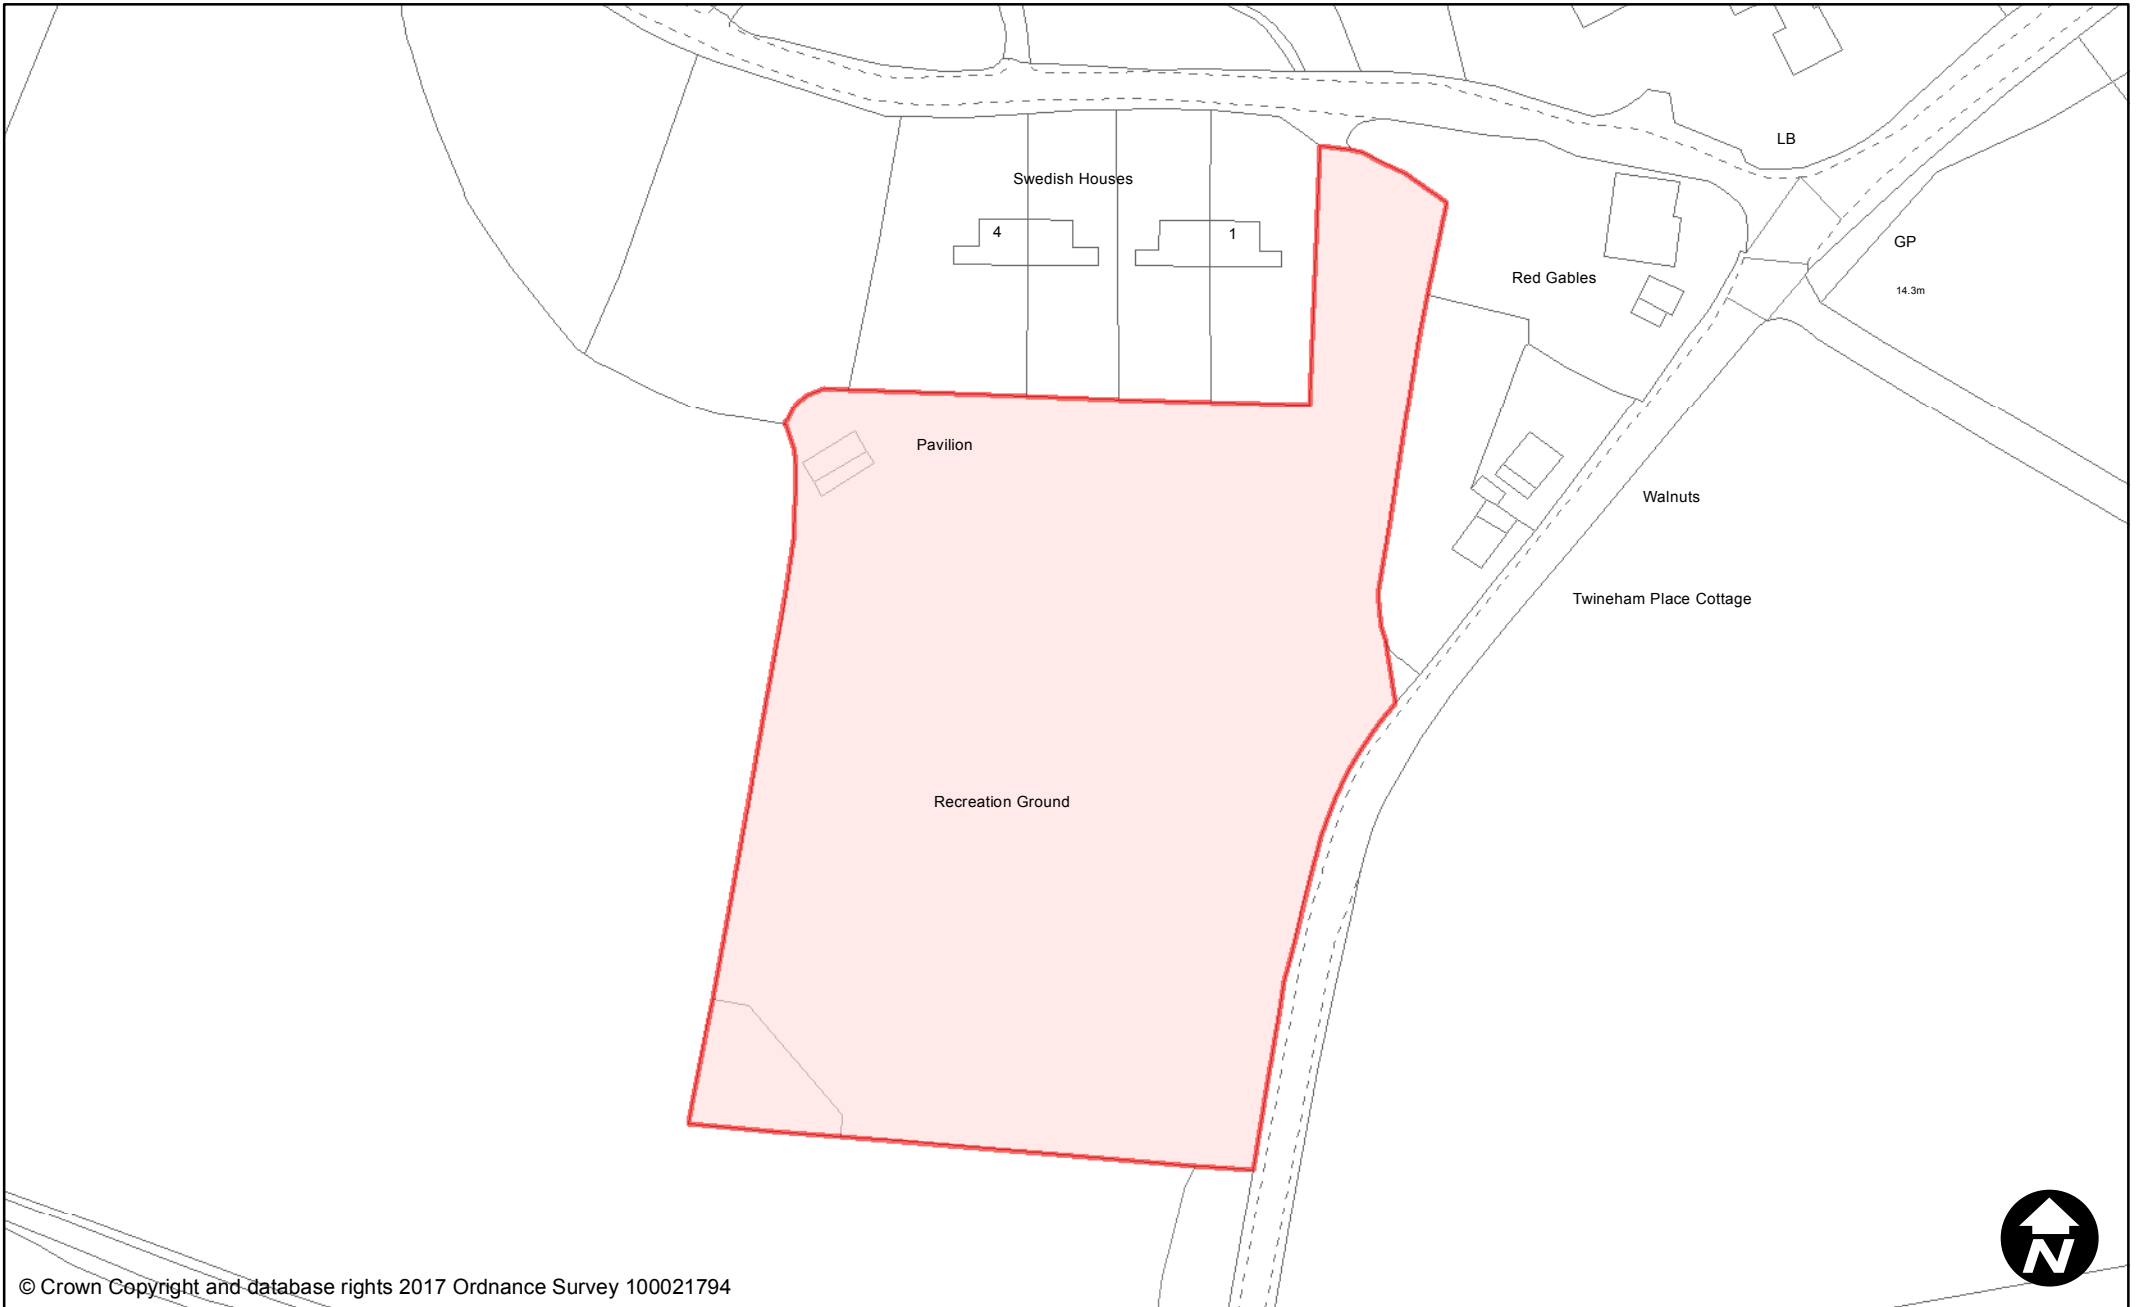 LB
Swedish Houses
4
1
GP
Red Gables
14.3m
Pavilion
Walnuts
Twineham Place Cottage
Recreation Ground
N
© Crown Copyright and database rights 2017 Ordnance Survey 100021794